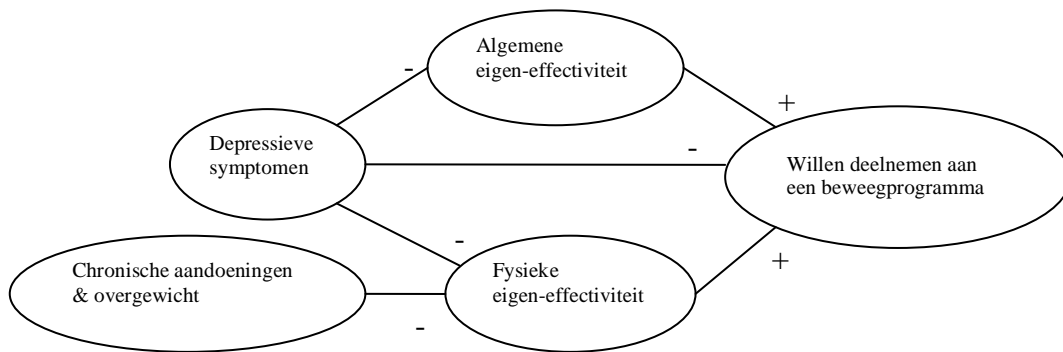 Algemene
eigen-effectiviteit
-
+
Depressieve
symptomen
-
Willen deelnemen aan
een beweegprogramma
-
+
Chronische aandoeningen
& overgewicht
Fysieke
eigen-effectiviteit
-